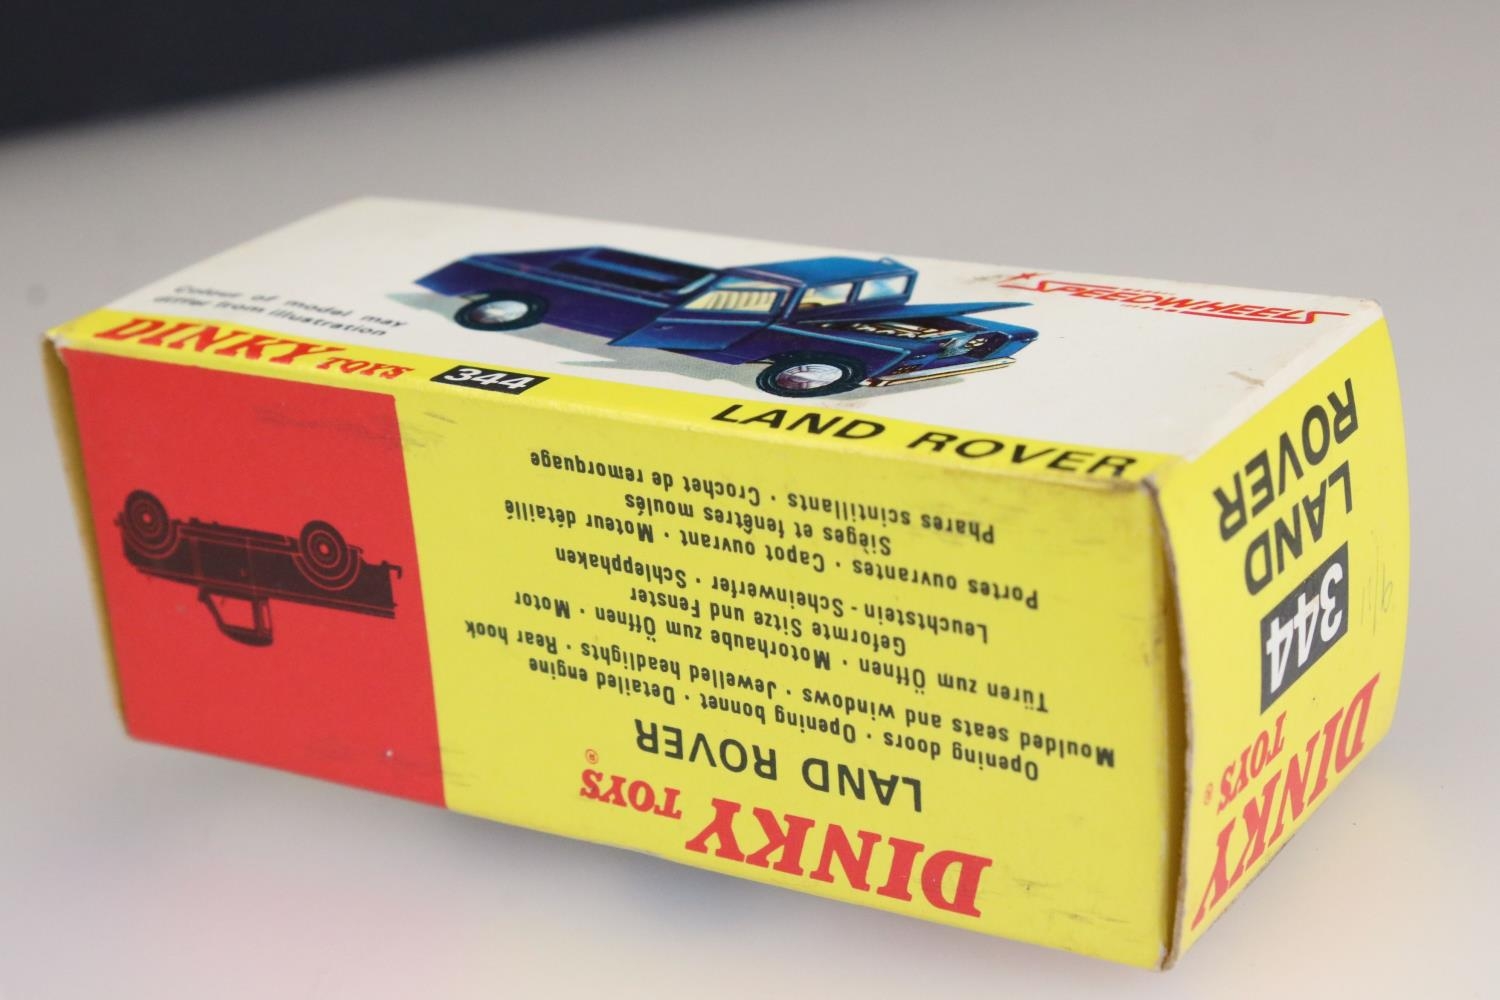 SPEEDWHEELS
Colour of model may
differ from illustration
DINKY TOYS 344 LAND ROVER
DINKY TOYS®
LAND ROVER
Opening doors · Opening bonnet · Detailed engine
Moulded seats and windows · Jewelled headlights · Rear hook
Türen zum Öffnen · Motorhaube zum Öffnen · Motor
Geformte Sitze und Fenster
Leuchtstein - Scheinwerfer · Schlepphaken
Portes ouvrantes · Capot ouvrant · Moteur détaillé
Sièges et fenêtres moulés
Phares scintillants · Crochet de remorquage
DINKY
TOYS®
344
LAND
ROVER
11/6